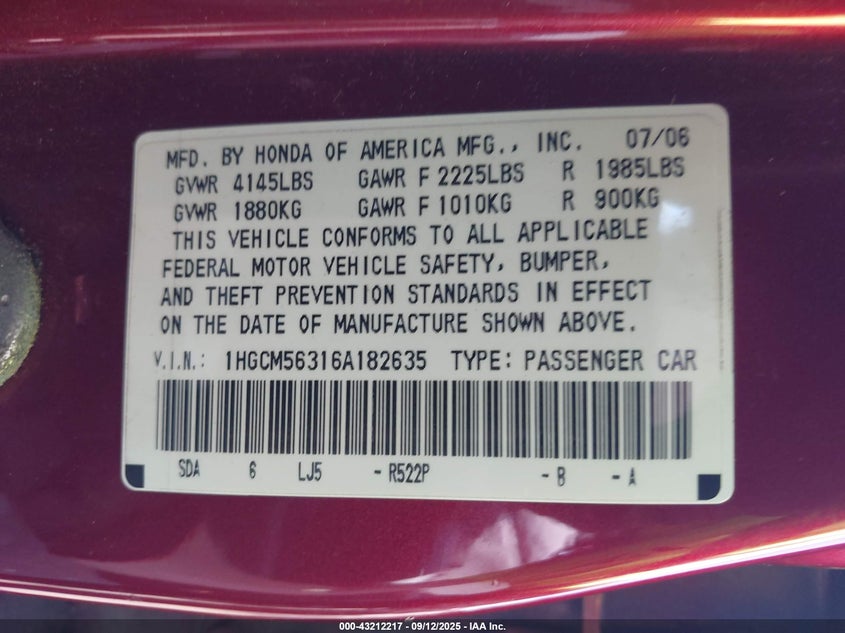 MFD. BY HONDA OF AMERICA MFG., INC. 07/06
GVWR 4145LBS GAWR F 2225LBS R 1985LBS
GVWR 1880KG GAWR F 1010KG R 900KG
THIS VEHICLE CONFORMS TO ALL APPLICABLE
FEDERAL MOTOR VEHICLE SAFETY, BUMPER,
AND THEFT PREVENTION STANDARDS IN EFFECT
ON THE DATE OF MANUFACTURE SHOWN ABOVE.
V.I.N.: 1HGCM56316A182635 TYPE: PASSENGER CAR
SDA 6 LJ5 - R522P - B - A
000-43212217 - 09/12/2025 - IAA Inc.